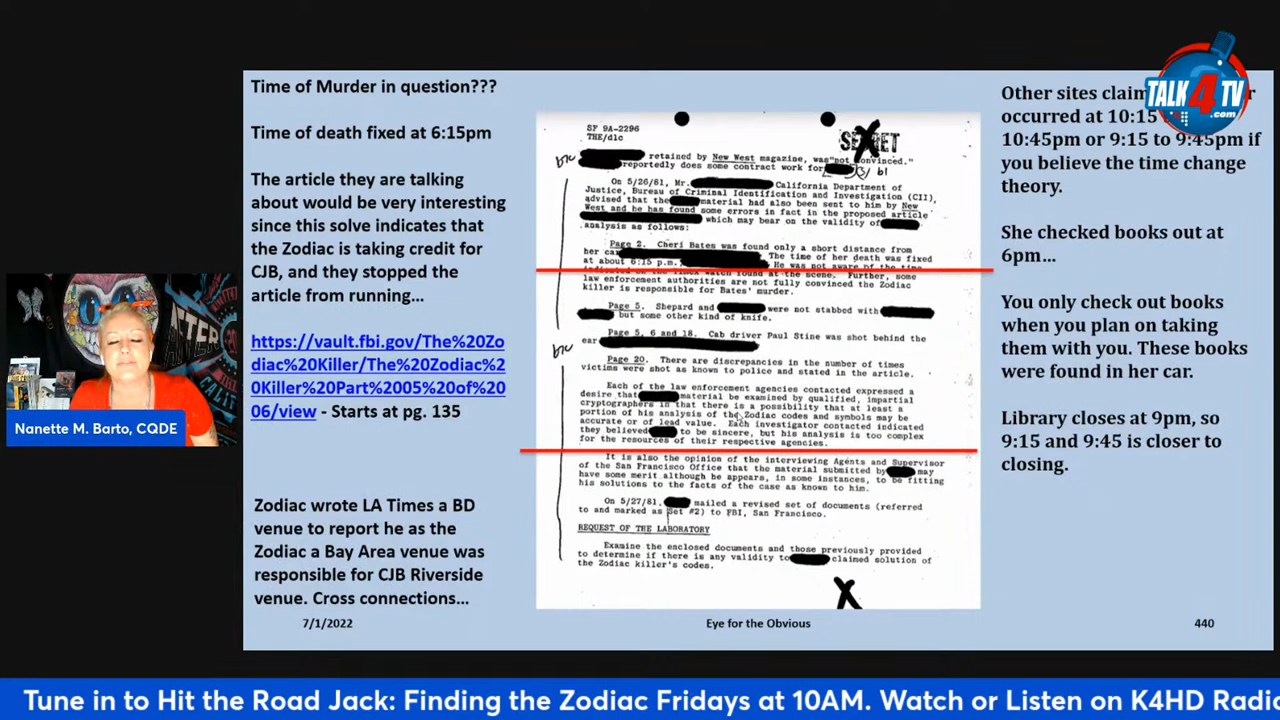 Time of Murder in question???
Time of death fixed at 6:15pm
The article they are talking
about would be very interesting
since this solve indicates that
the Zodiac is taking credit for
CJB, and they stopped the
article from running...
https://vault.fbi.gov/The%20Zo
diac%20Killer/The%20Zodiac%2
0Killer%20Part%2005%20of%20
06/view - Starts at pg. 135
Zodiac wrote LA Times a BD
venue to report he as the
Zodiac a Bay Area venue was
responsible for CJB Riverside
venue. Cross connections...
7/1/2022
SF 9A-2296
THE/dlc
SECRET
retained by New West magazine, was "not convinced."
reportedly does some contract work for
b1
On 5/26/81, Mr. California Department of
Justice, Bureau of Criminal Identification and Investigation (CII),
advised that the material had also been sent to him by New
West and he has found some errors in fact in the proposed article
which may bear on the validity of
analysis as follows:
Page 2. Cheri Bates was found only a short distance from
her car The time of her death was fixed
at about 6:15 p.m. He was not aware of the time
indicated on the Timex watch found at the scene. Further, some
law enforcement authorities are not fully convinced the Zodiac
killer is responsible for Bates' murder.
Page 5. Shepard and were not stabbed with
but some other kind of knife.
Page 5, 6 and 18. Cab driver Paul Stine was shot behind the
ear
Page 20. There are discrepancies in the number of times
victims were shot as known to police and stated in the article.
Each of the law enforcement agencies contacted expressed a
desire that material be examined by qualified, impartial
cryptographers in that there is a possibility that at least a
portion of his analysis of the Zodiac codes and symbols may be
accurate or of lead value. Each investigator contacted indicated
they believed to be sincere, but his analysis is too complex
for the resources of their respective agencies.
It is also the opinion of the interviewing Agents and Supervisor
of the San Francisco Office that the material submitted by may
have some merit although he appears, in some instances, to be fitting
his solutions to the facts of the case as known to him.
On 5/27/81, mailed a revised set of documents (referred
to and marked as Set #2) to FBI, San Francisco.
REQUEST OF THE LABORATORY
Examine the enclosed documents and those previously provided
to determine if there is any validity to claimed solution of
the Zodiac killer's codes.
Eye for the Obvious
Other sites claim
occurred at 10:15
10:45pm or 9:15 to 9:45pm if
you believe the time change
theory.
She checked books out at
6pm...
You only check out books
when you plan on taking
them with you. These books
were found in her car.
Library closes at 9pm, so
9:15 and 9:45 is closer to
closing.
440
TALK4TV
.com
AFTER
CALIF
Nanette M. Barto, CQDE
Tune in to Hit the Road Jack: Finding the Zodiac Fridays at 10AM. Watch or Listen on K4HD Radio